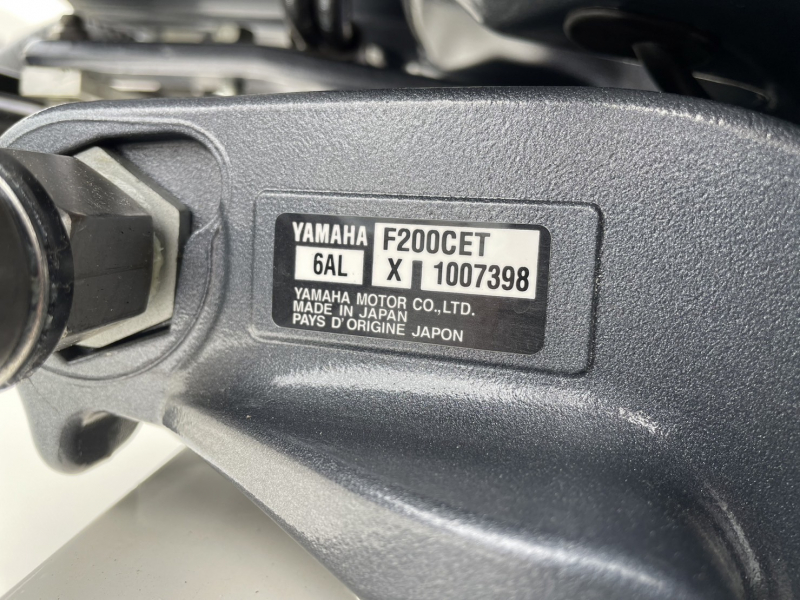 YAMAHA F200CET
6AL X 1007398
YAMAHA MOTOR CO.,LTD.
MADE IN JAPAN
PAYS D'ORIGINE JAPON